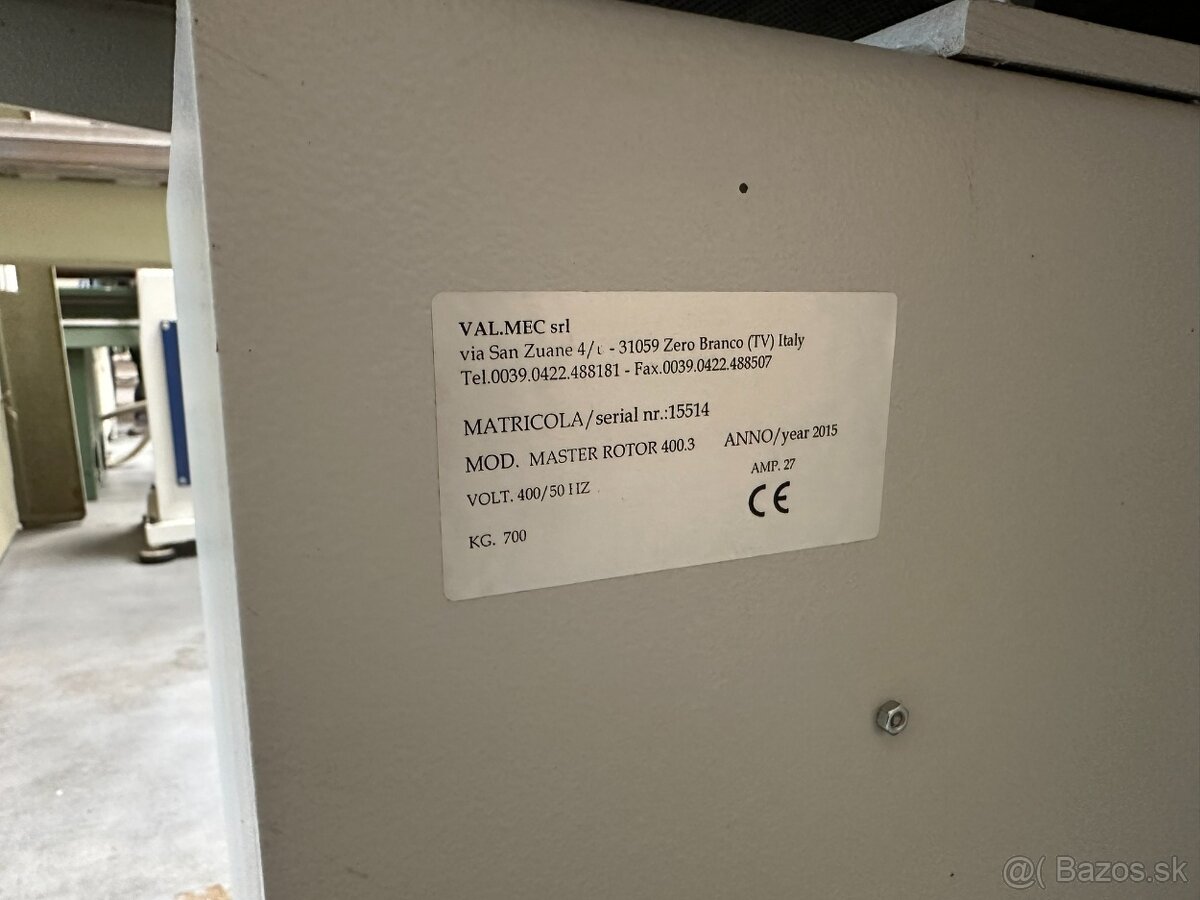 VAL.MEC srl
via San Zuane 4/ - 31059 Zero Branco (TV) Italy
Tel.0039.0422.488181 - Fax.0039.0422.488507
MATRICOLA/serial nr.:15514
MOD. MASTER ROTOR 400.3 ANNO/year 2015
VOLT. 400/50 HZ AMP. 27
CE
KG. 700
@( Bazos.sk